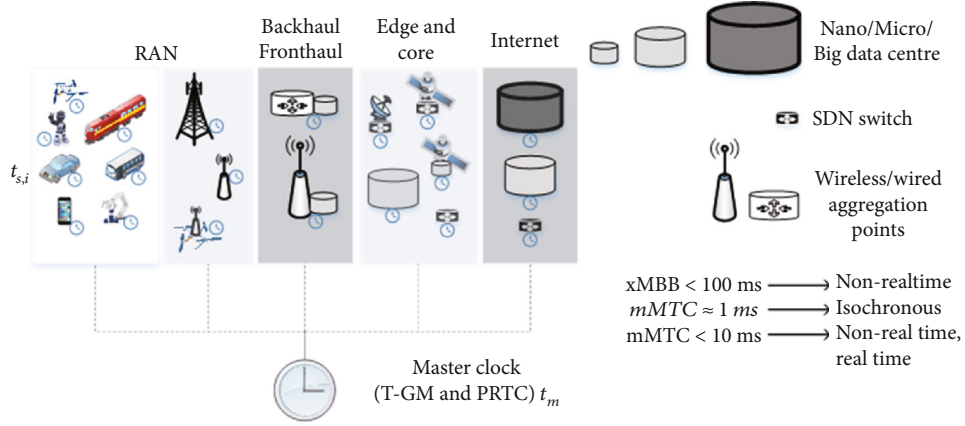 RAN
Backhaul
Fronthaul
Edge and
core
Internet
t_{s,i}
Master clock
(T-GM and PRTC) t_m
Nano/Micro/
Big data centre
SDN switch
Wireless/wired
aggregation
points
xMBB < 100 ms → Non-realtime
mMTC ≈ 1 ms → Isochronous
mMTC < 10 ms → Non-real time,
real time